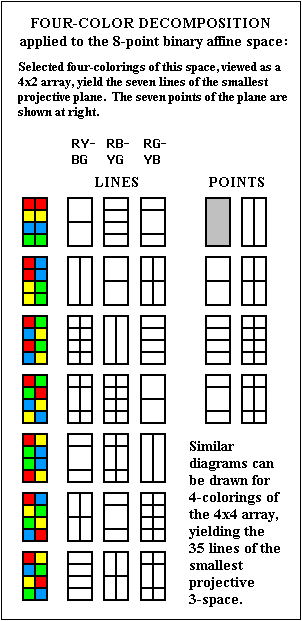 FOUR-COLOR DECOMPOSITION
applied to the 8-point binary affine space:
Selected four-colorings of this space, viewed as a
4x2 array, yield the seven lines of the smallest
projective plane. The seven points of the plane are
shown at right.
RY- RB- RG-
BG YG YB
LINES POINTS
Similar
diagrams can
be drawn for
4-colorings of
the 4x4 array,
yielding the
35 lines of the
smallest
projective
3-space.